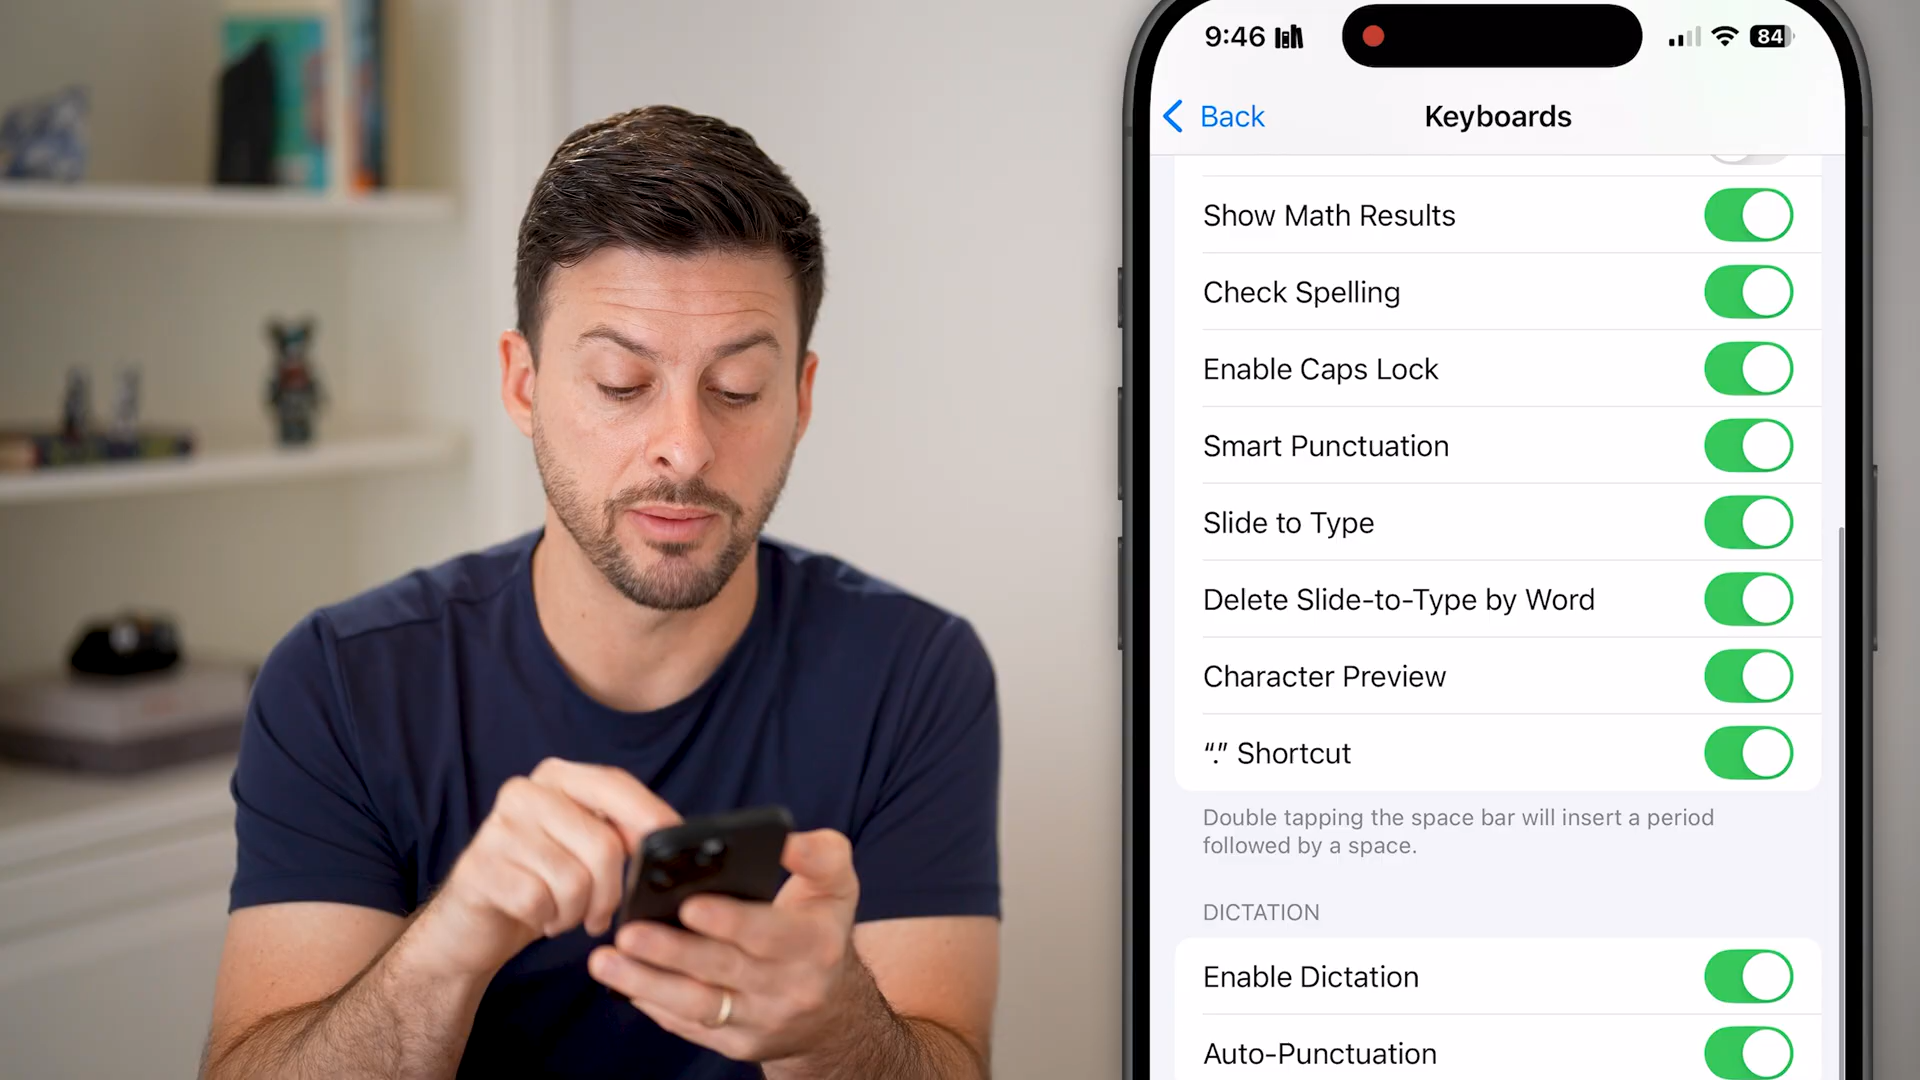 9:46
84
Back
Keyboards
Show Math Results
Check Spelling
Enable Caps Lock
Smart Punctuation
Slide to Type
Delete Slide-to-Type by Word
Character Preview
“.” Shortcut
Double tapping the space bar will insert a period
followed by a space.
DICTATION
Enable Dictation
Auto-Punctuation